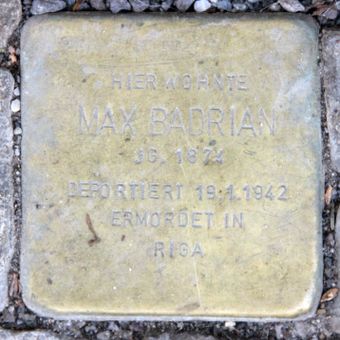 HIER WOHNTE
MAX BADRIAN
JG. 1874
DEPORTIERT 19.1.1942
ERMORDET IN
RIGA